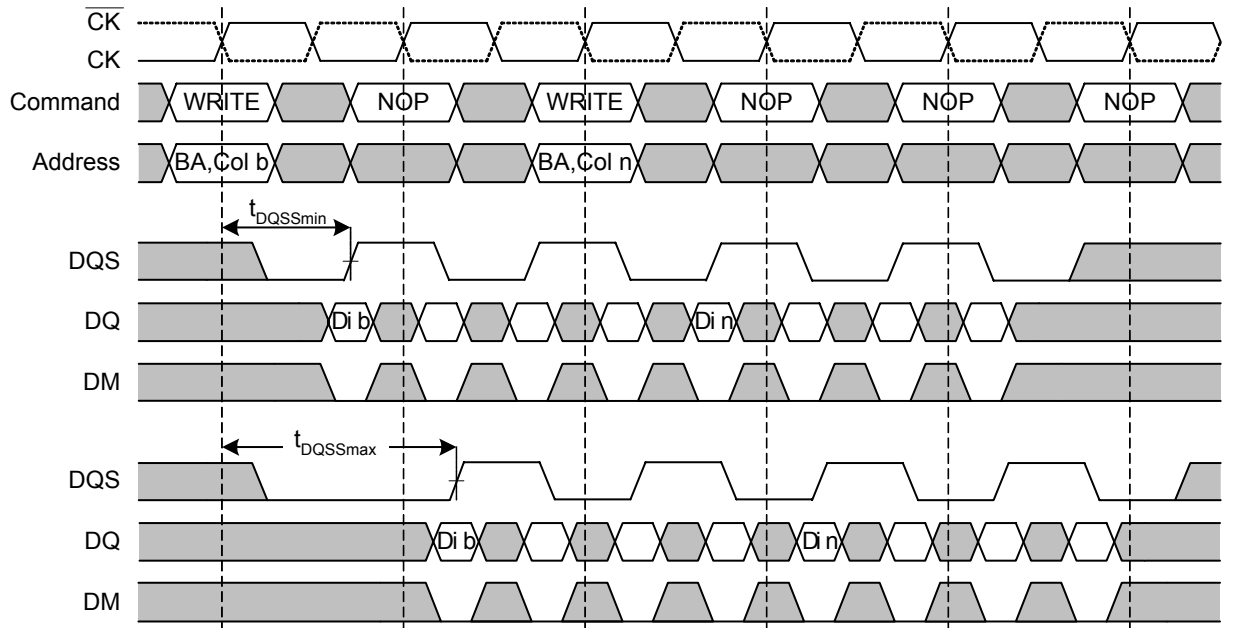 CK
CK
Command WRITE NOP WRITE NOP NOP NOP
Address BA,Col b BA,Col n
tDQSSmin
DQS
DQ Di b Di n
DM
tDQSSmax
DQS
DQ Di b Di n
DM